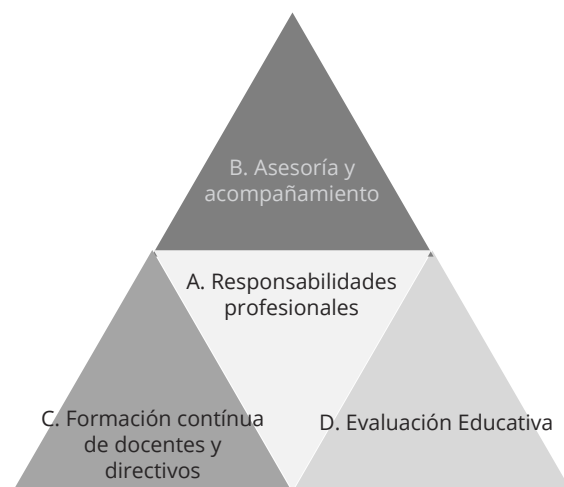 B. Asesoría y
acompañamiento
A. Responsabilidades
profesionales
C. Formación contínua
de docentes y
directivos
D. Evaluación Educativa